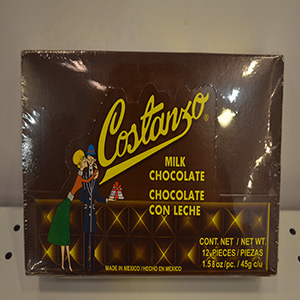 Costanzo®
MILK
CHOCOLATE
CHOCOLATE
CON LECHE
CONT. NET / NET WT.
12 PIECES / PIEZAS
1.58 oz/pc. / 45g c/u
MADE IN MEXICO / HECHO EN MEXICO